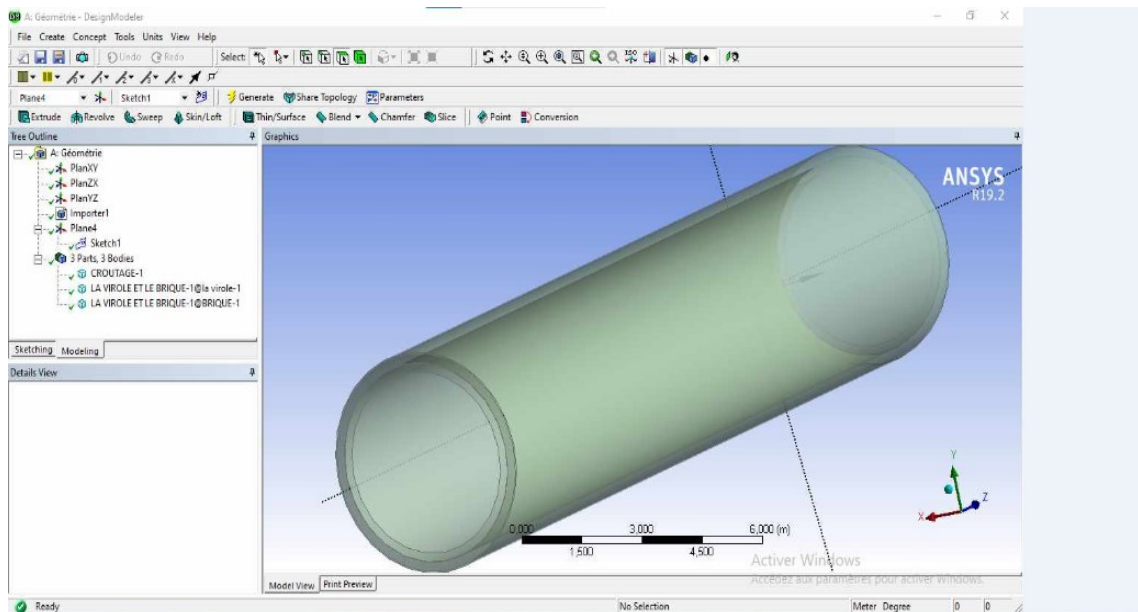 A: Géométrie - DesignModeler
File Create Concept Tools Units View Help
Undo Redo Select:
Plane4 Sketch1 Generate Share Topology Parameters
Extrude Revolve Sweep Skin/Loft Thin/Surface Blend Chamfer Slice Point Conversion
Tree Outline
A: Géométrie
PlanXY
PlanZX
PlanYZ
Importer1
Plane4
Sketch1
3 Parts, 3 Bodies
CROUTAGE-1
LA VIROLE ET LE BRIQUE-1@la virole-1
LA VIROLE ET LE BRIQUE-1@BRIQUE-1
Sketching Modeling
Details View
Graphics
ANSYS
R19.2
Y
Z
X
0,000 3,000 6,000 (m)
1,500 4,500
Activer Windows
Accédez aux paramètres pour activer Windows.
Model View Print Preview
Ready No Selection Meter Degree 0 0